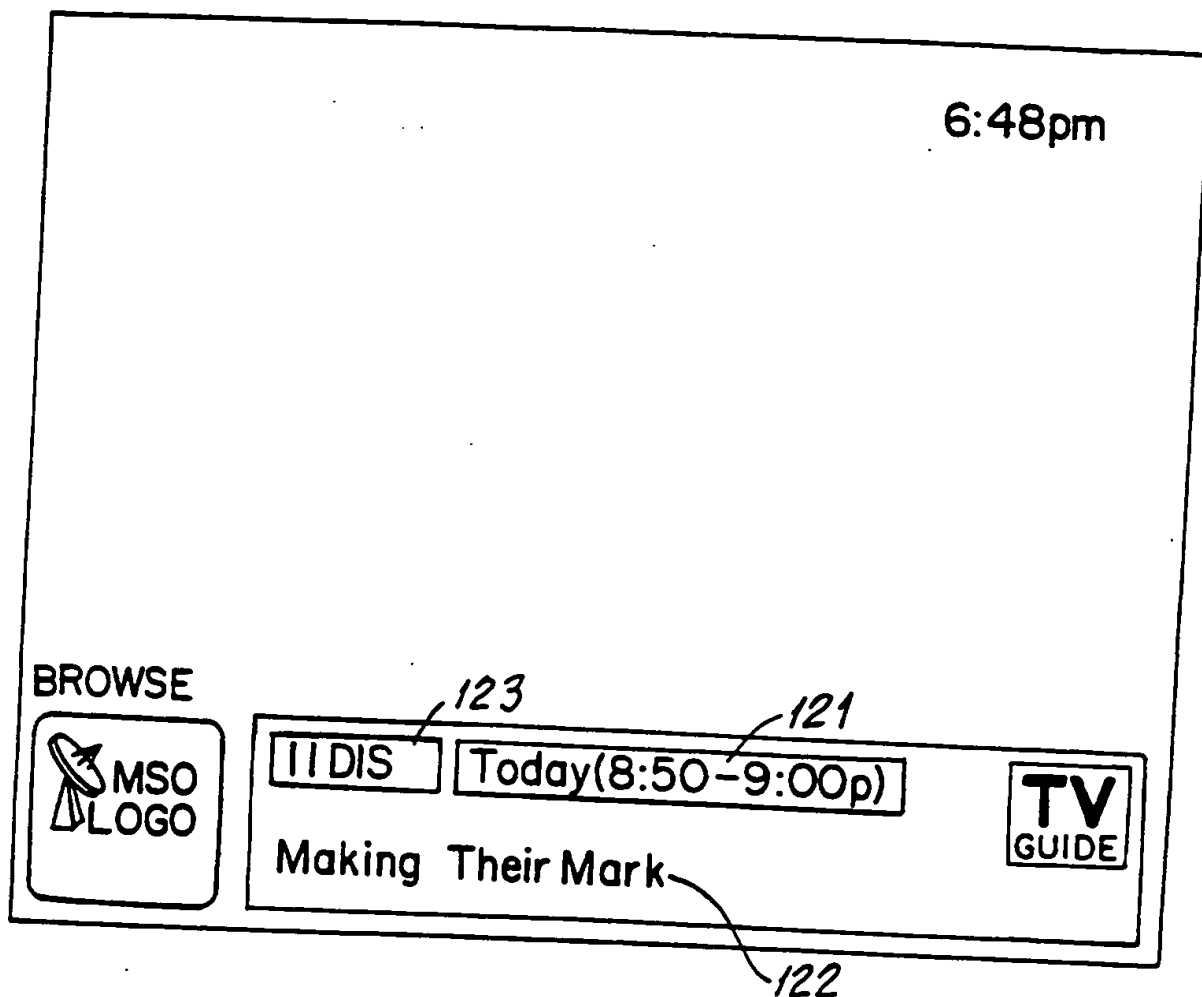 6:48pm
BROWSE
123
121
MSO
LOGO
11 DIS
Today(8:50-9:00p)
TV
GUIDE
Making Their Mark
122